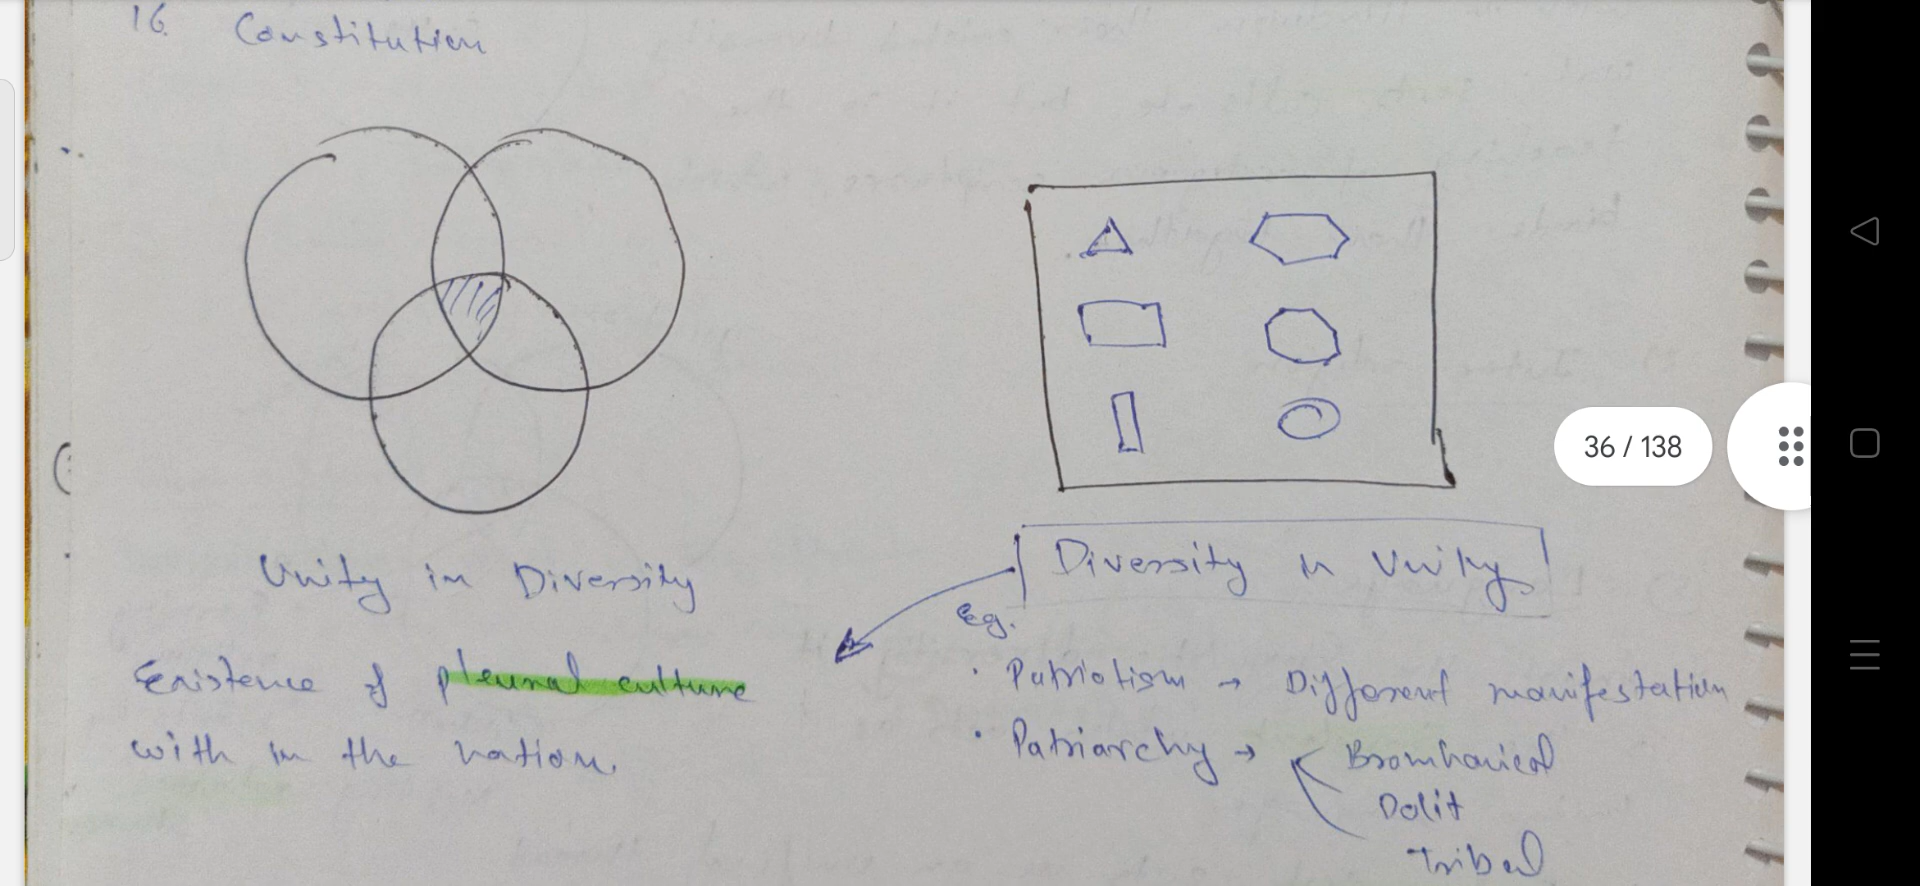 16. Constitution
Unity in Diversity
Existence of pleural culture
with in the nation.
Diversity in Unity
Eg.
· Patriotism → Different manifestation
· Patriarchy → Bromhanical
Dalit
Tribal
36 / 138